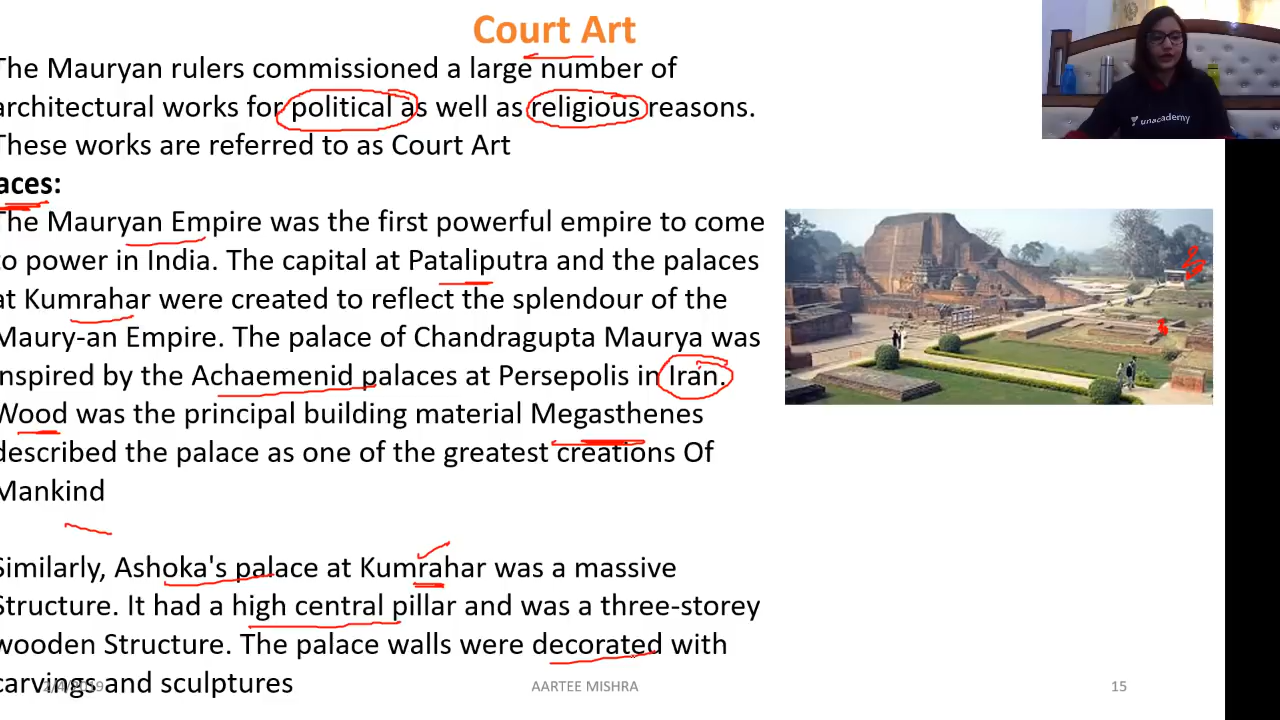 Court Art
The Mauryan rulers commissioned a large number of
architectural works for political as well as religious reasons.
These works are referred to as Court Art
aces:
The Mauryan Empire was the first powerful empire to come
to power in India. The capital at Pataliputra and the palaces
at Kumrahar were created to reflect the splendour of the
Maury-an Empire. The palace of Chandragupta Maurya was
inspired by the Achaemenid palaces at Persepolis in Iran.
Wood was the principal building material Megasthenes
described the palace as one of the greatest creations Of
Mankind
Similarly, Ashoka's palace at Kumrahar was a massive
Structure. It had a high central pillar and was a three-storey
wooden Structure. The palace walls were decorated with
carvings and sculptures
2/4/2019
AARTEE MISHRA
15
unacademy